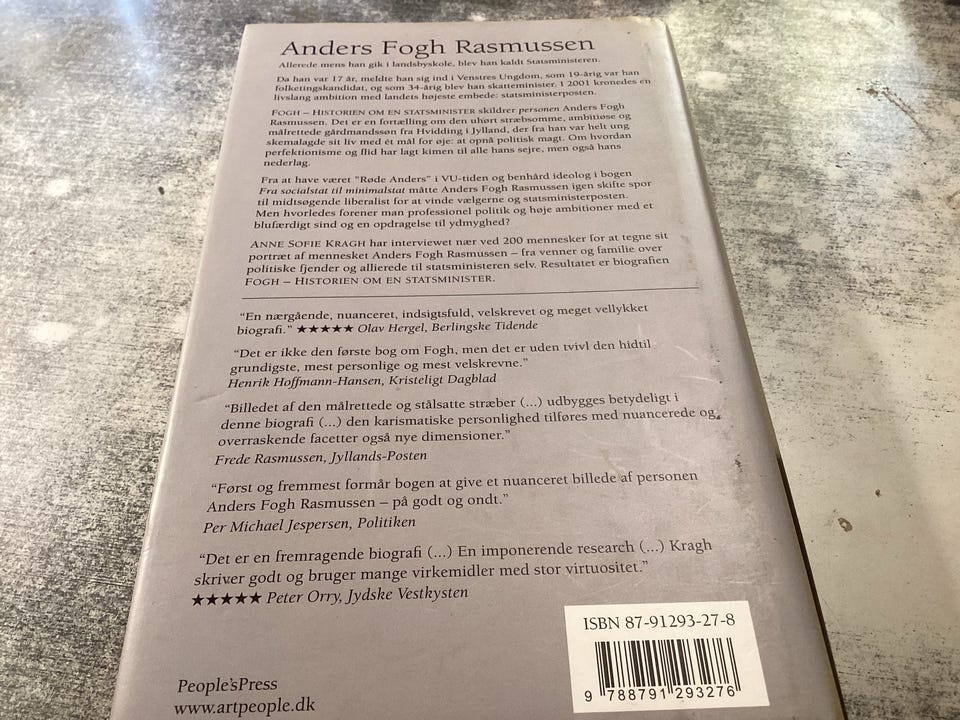 Anders Fogh Rasmussen
Allerede mens han gik i landsbyskole, blev han kaldt Statsministeren.
Da han var 17 år, meldte han sig ind i Venstres Ungdom, som 19-årig var han
folketingskandidat, og som 34-årig blev han skatteminister. I 2001 kronedes en
livslang ambition med landets højeste embede: statsministerposten.
FOGH – HISTORIEN OM EN STATSMINISTER skildrer personen Anders Fogh
Rasmussen. Det er en fortælling om den uhørt stræbsomme, ambitiøse og
målrettede gårdmandssøn fra Hvidding i Jylland, der fra han var helt ung
skemalagde sit liv med ét mål for øje: at opnå politisk magt. Om hvordan
perfektionisme og flid har lagt kimen til alle hans sejre, men også hans
nederlag.
Fra at have været "Røde Anders" i VU-tiden og benhård ideolog i bogen
Fra socialstat til minimalstat måtte Anders Fogh Rasmussen igen skifte spor
til midtsøgende liberalist for at vinde vælgerne og statsministerposten.
Men hvorledes forener man professionel politik og høje ambitioner med et
blufærdigt sind og en opdragelse til ydmyghed?
ANNE SOFIE KRAGH har interviewet nær ved 200 mennesker for at tegne sit
portræt af mennesket Anders Fogh Rasmussen – fra venner og familie over
politiske fjender og allierede til statsministeren selv. Resultatet er biografien
FOGH – HISTORIEN OM EN STATSMINISTER.
“En nærgående, nuanceret, indsigtsfuld, velskrevet og meget vellykket
biografi.” ★★★★★ Olav Hergel, Berlingske Tidende
“Det er ikke den første bog om Fogh, men det er uden tvivl den hidtil
grundigste, mest personlige og mest velskrevne.”
Henrik Hoffmann-Hansen, Kristeligt Dagblad
“Billedet af den målrettede og stålsatte stræber (...) udbygges betydeligt i
denne biografi (...) den karismatiske personlighed tilføres med nuancerede og
overraskende facetter også nye dimensioner.”
Frede Rasmussen, Jyllands-Posten
“Først og fremmest formår bogen at give et nuanceret billede af personen
Anders Fogh Rasmussen – på godt og ondt.”
Per Michael Jespersen, Politiken
“Det er en fremragende biografi (...) En imponerende research (...) Kragh
skriver godt og bruger mange virkemidler med stor virtuositet.”
★★★★★ Peter Orry, Jydske Vestkysten
ISBN 87-91293-27-8
9 788791 293276
People'sPress
www.artpeople.dk